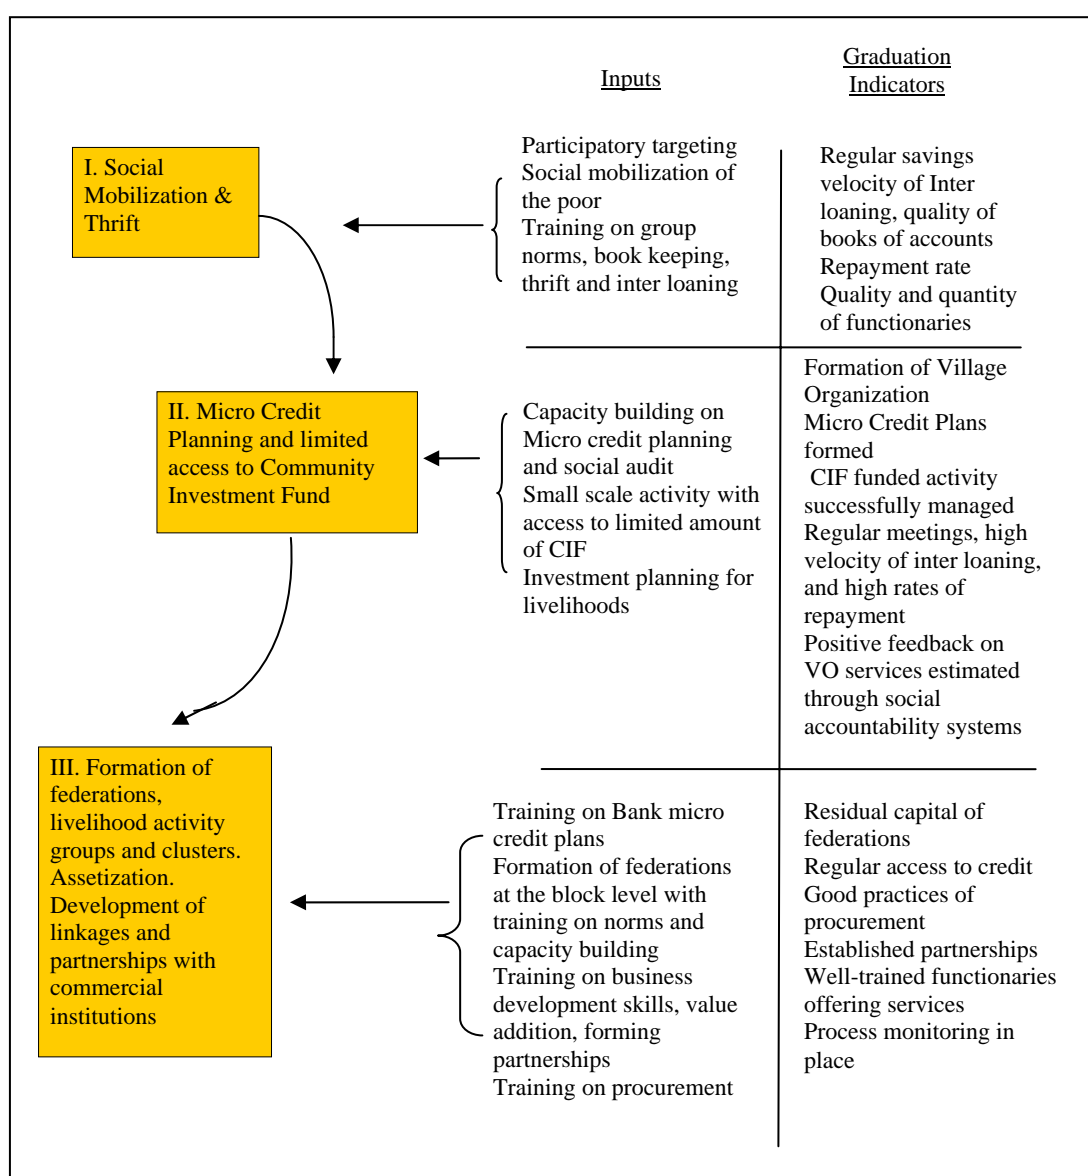 Inputs
Graduation
Indicators
I. Social
Mobilization &
Thrift
Participatory targeting
Social mobilization of
the poor
Training on group
norms, book keeping,
thrift and inter loaning
Regular savings
velocity of Inter
loaning, quality of
books of accounts
Repayment rate
Quality and quantity
of functionaries
II. Micro Credit
Planning and limited
access to Community
Investment Fund
Capacity building on
Micro credit planning
and social audit
Small scale activity with
access to limited amount
of CIF
Investment planning for
livelihoods
Formation of Village
Organization
Micro Credit Plans
formed
CIF funded activity
successfully managed
Regular meetings, high
velocity of inter loaning,
and high rates of
repayment
Positive feedback on
VO services estimated
through social
accountability systems
III. Formation of
federations,
livelihood activity
groups and clusters.
Assetization.
Development of
linkages and
partnerships with
commercial
institutions
Training on Bank micro
credit plans
Formation of federations
at the block level with
training on norms and
capacity building
Training on business
development skills, value
addition, forming
partnerships
Training on procurement
Residual capital of
federations
Regular access to credit
Good practices of
procurement
Established partnerships
Well-trained functionaries
offering services
Process monitoring in
place